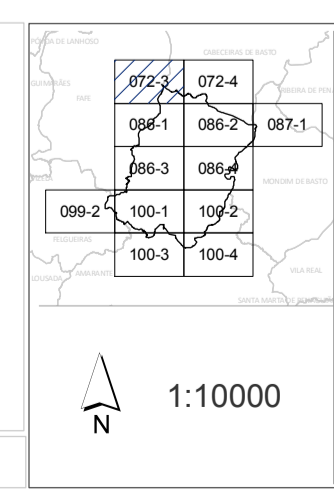 PÓVOA DE LANHOSO
CABECEIRAS DE BASTO
072-3 072-4
GUIMARÃES
FAFE
RIBEIRA DE PENA
086-1 086-2 087-1
086-3 086-4
VIZELA
MONDIM DE BASTO
099-2 100-1 100-2
FELGUEIRAS
100-3 100-4
VILA REAL
LOUSADA
AMARANTE
SANTA MARTA DE PENAGUIÃO
1:10000
N